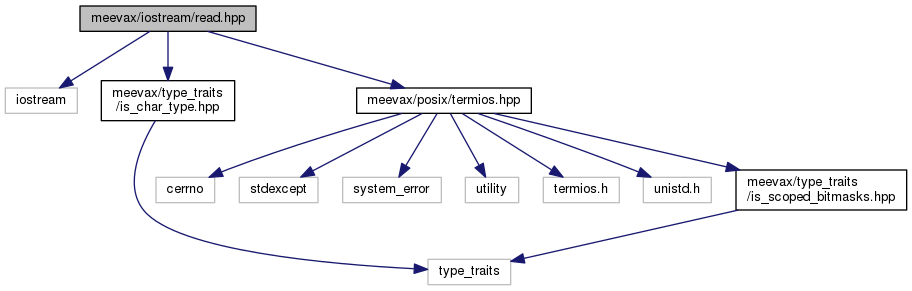 meevax/iostream/read.hpp
iostream
meevax/type_traits
/is_char_type.hpp
meevax/posix/termios.hpp
cerrno
stdexcept
system_error
utility
termios.h
unistd.h
meevax/type_traits
/is_scoped_bitmasks.hpp
type_traits